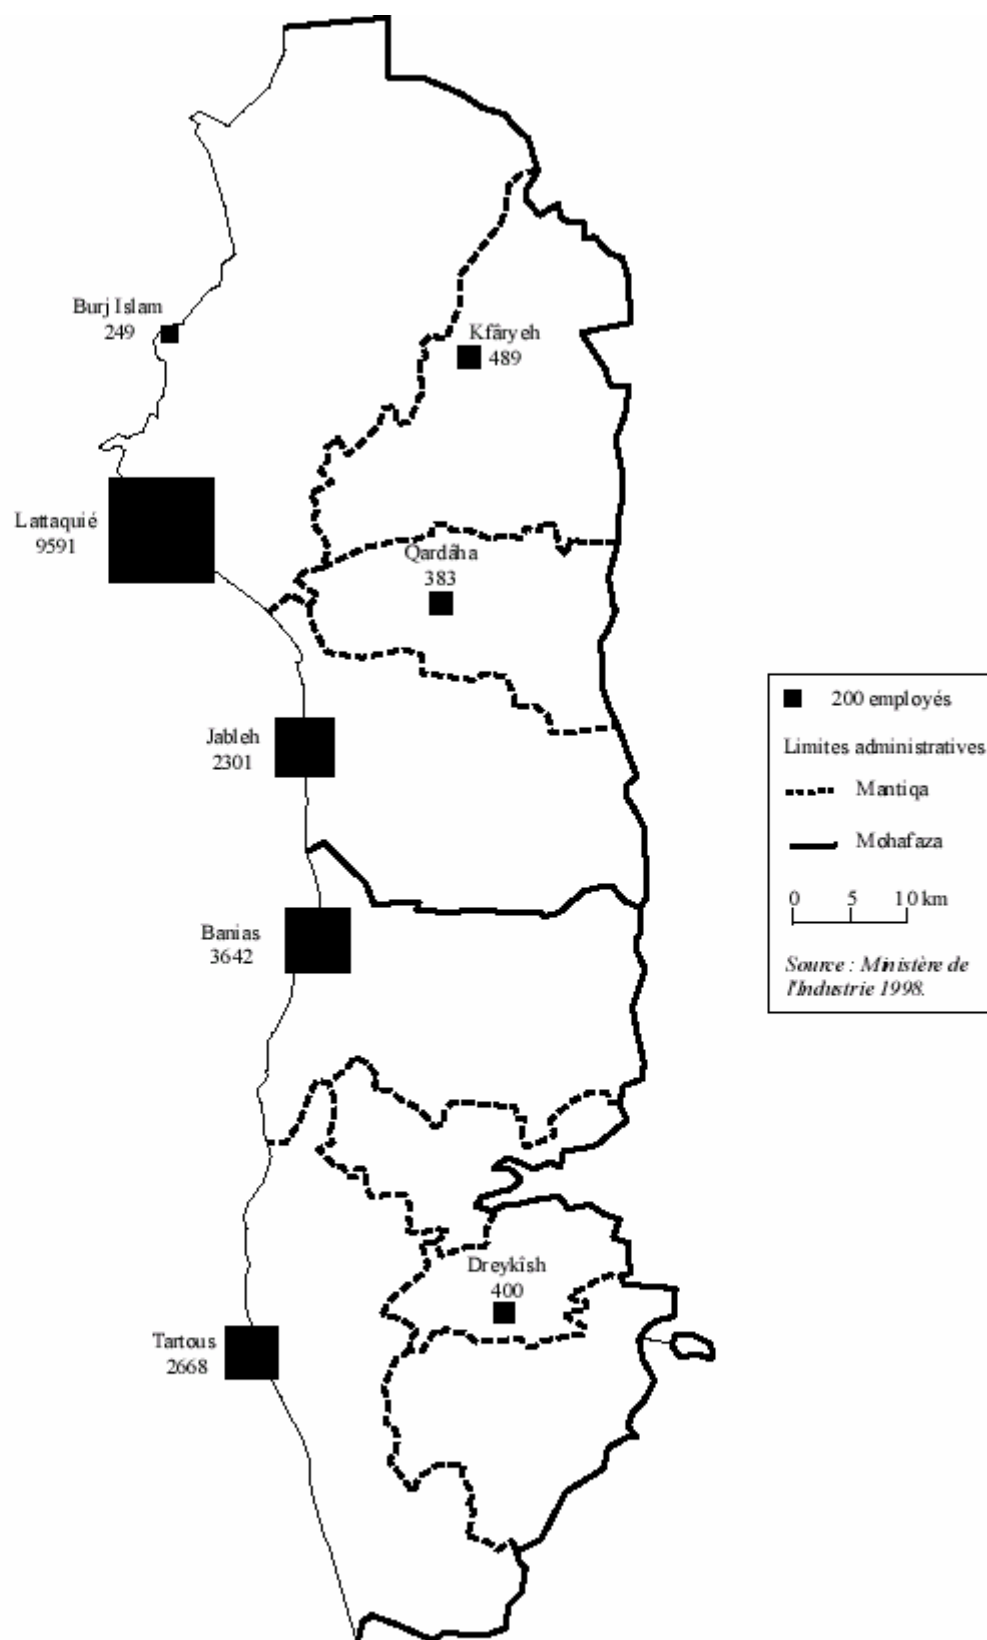 Burj Islam
249
Kfâryeh
489
Lattaquié
9591
Qardâha
383
Jableh
2301
200 employés
Limites administratives
Mantiqa
Mohafaza
0 5 10 km
Source : Ministère de
l'Industrie 1998.
Banias
3642
Dreykîsh
400
Tartous
2668